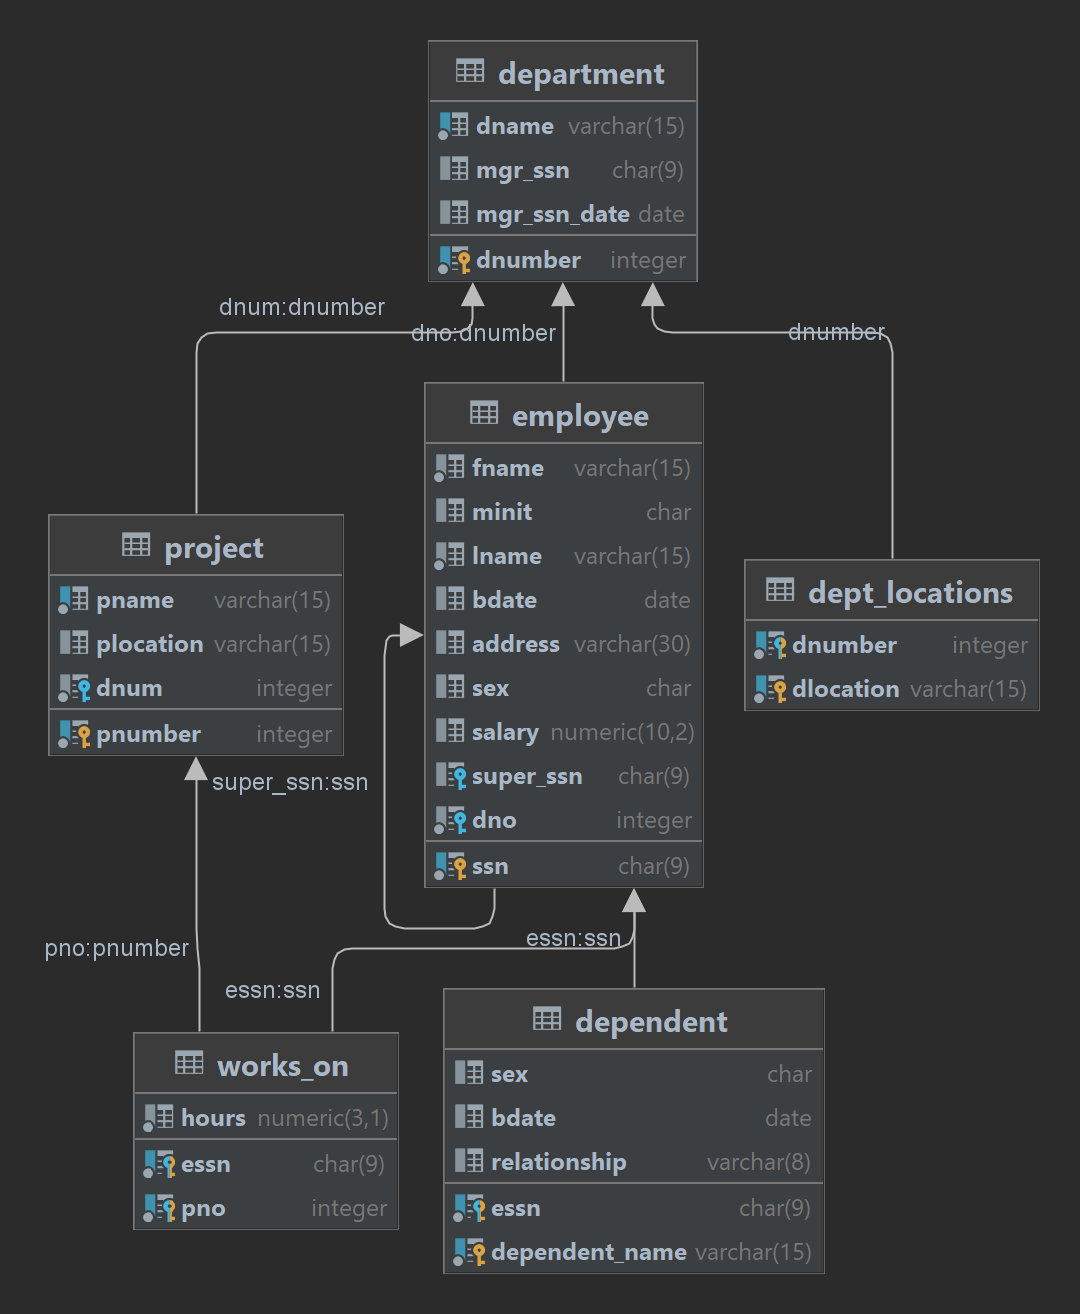 department
dname varchar(15)
mgr_ssn char(9)
mgr_ssn_date date
dnumber integer
dnum:dnumber
dno:dnumber
dnumber
employee
fname varchar(15)
minit char
lname varchar(15)
bdate date
address varchar(30)
sex char
salary numeric(10,2)
super_ssn char(9)
dno integer
ssn char(9)
project
pname varchar(15)
plocation varchar(15)
dnum integer
pnumber integer
dept_locations
dnumber integer
dlocation varchar(15)
super_ssn:ssn
pno:pnumber
essn:ssn
essn:ssn
works_on
hours numeric(3,1)
essn char(9)
pno integer
dependent
sex char
bdate date
relationship varchar(8)
essn char(9)
dependent_name varchar(15)